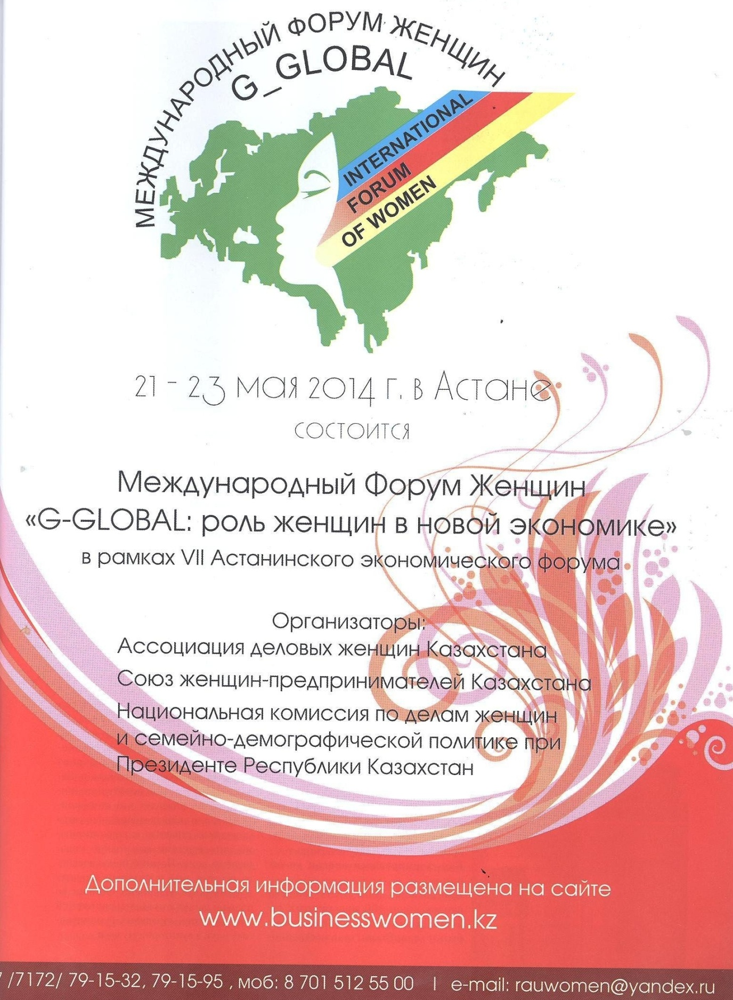 МЕЖДУНАРОДНЫЙ ФОРУМ ЖЕНЩИН
G_GLOBAL
INTERNATIONAL
FORUM
OF WOMEN
21 - 23 мая 2014 г. в Астане
состоится
Международный Форум Женщин
«G-GLOBAL: роль женщин в новой экономике»
в рамках VII Астанинского экономического форума
Организаторы:
Ассоциация деловых женщин Казахстана
Союз женщин-предпринимателей Казахстана
Национальная комиссия по делам женщин
и семейно-демографической политике при
Президенте Республики Казахстан
Дополнительная информация размещена на сайте
www.businesswomen.kz
7 /7172/ 79-15-32, 79-15-95 , моб: 8 701 512 55 00 | e-mail: rauwomen@yandex.ru